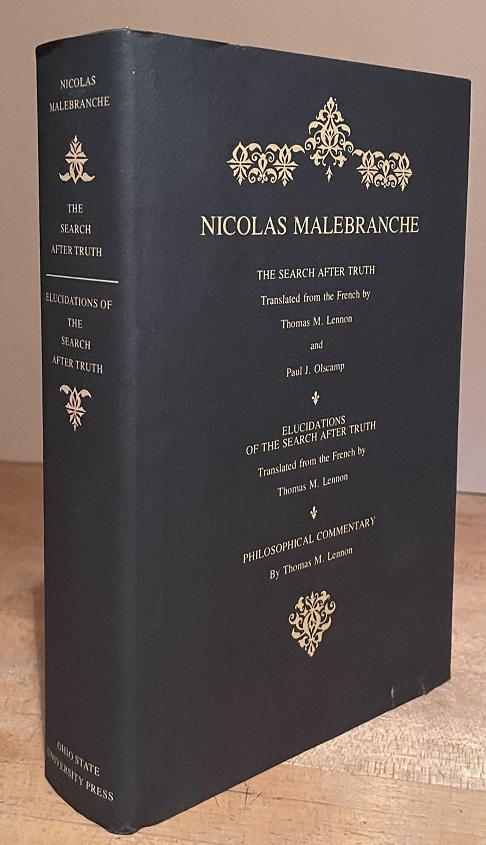 NICOLAS
MALEBRANCHE
THE
SEARCH
AFTER TRUTH
ELUCIDATIONS OF
THE
SEARCH
AFTER TRUTH
OHIO STATE
UNIVERSITY PRESS
NICOLAS MALEBRANCHE
THE SEARCH AFTER TRUTH
Translated from the French by
Thomas M. Lennon
and
Paul J. Olscamp
ELUCIDATIONS
OF THE SEARCH AFTER TRUTH
Translated from the French by
Thomas M. Lennon
PHILOSOPHICAL COMMENTARY
By Thomas M. Lennon